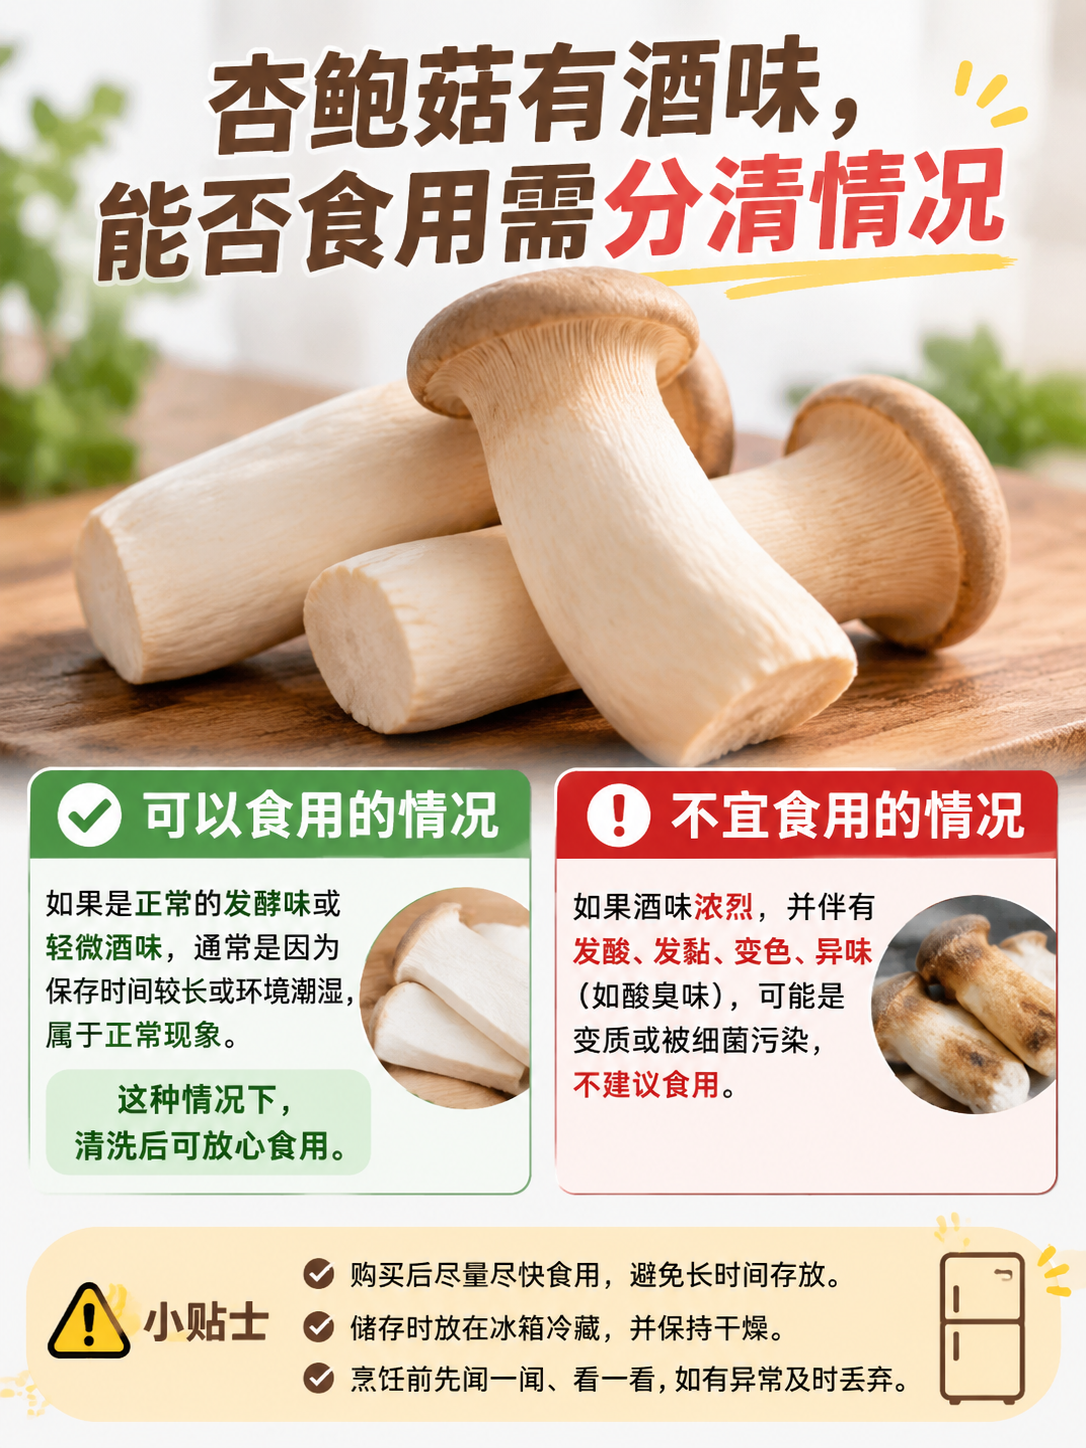 杏鲍菇有酒味，
能否食用需分清情况
可以食用的情况
如果是正常的发酵味或
轻微酒味，通常是因为
保存时间较长或环境潮湿，
属于正常现象。
这种情况下，
清洗后可放心食用。
不宜食用的情况
如果酒味浓烈，并伴有
发酸、发黏、变色、异味
（如酸臭味），可能是
变质或被细菌污染，
不建议食用。
小贴士
购买后尽量尽快食用，避免长时间存放。
储存时放在冰箱冷藏，并保持干燥。
烹饪前先闻一闻、看一看，如有异常及时丢弃。